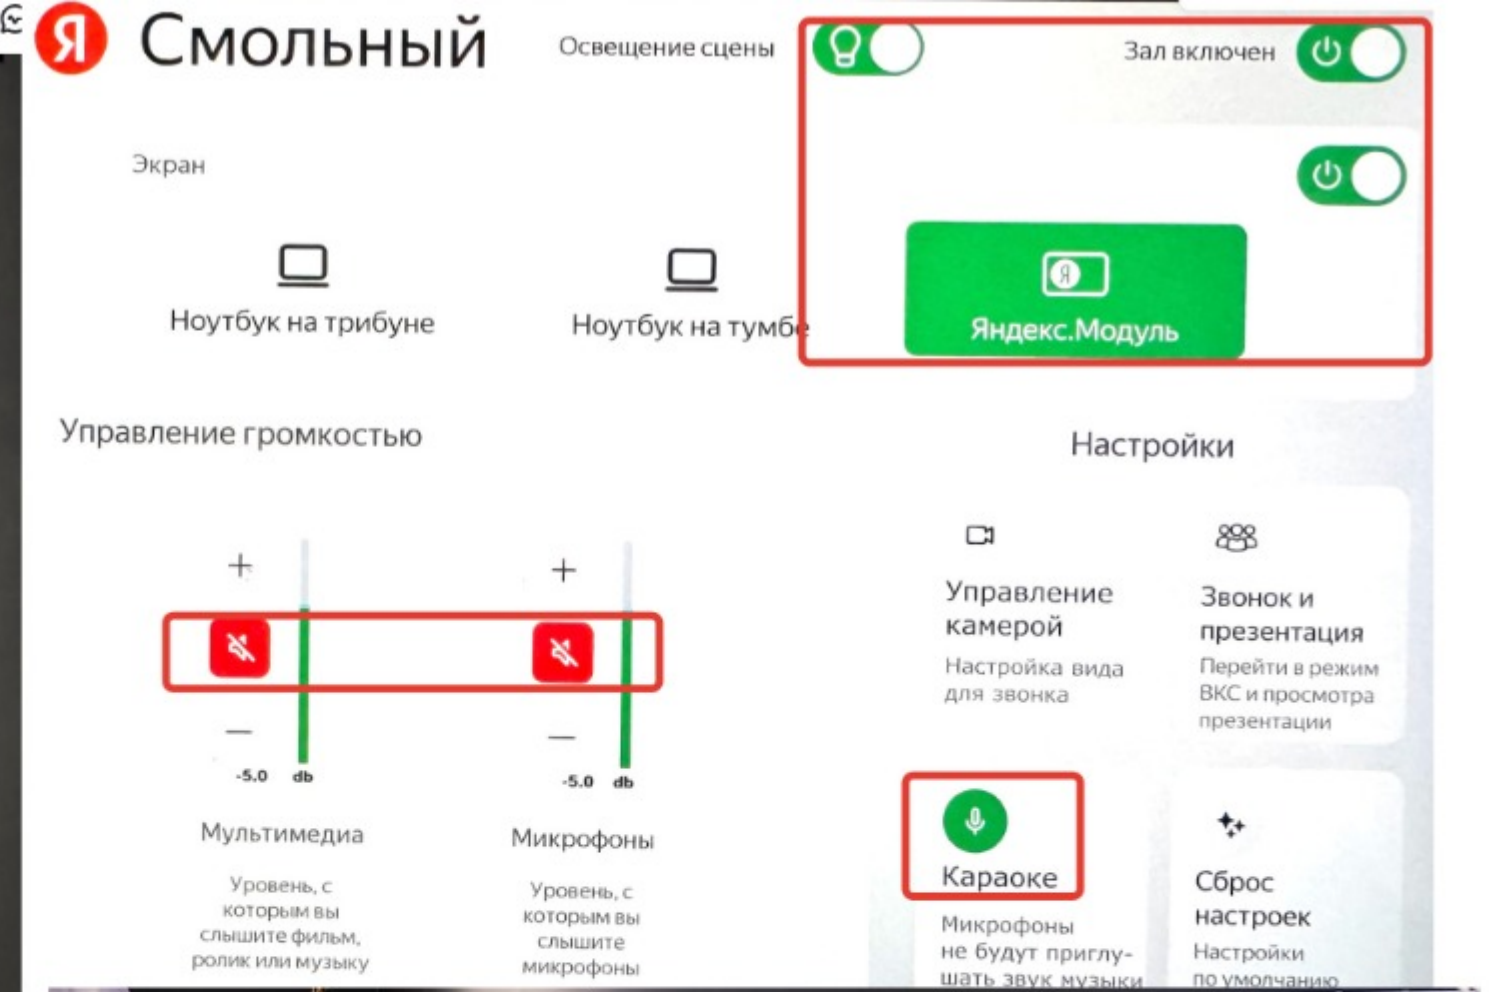 Я Смольный
Освещение сцены
Зал включен
Экран
Ноутбук на трибуне
Ноутбук на тумбе
Я
Яндекс.Модуль
Управление громкостью
Настройки
+
+
—
—
-5.0 db
-5.0 db
Мультимедиа
Микрофоны
Уровень, с
которым вы
слышите фильм,
ролик или музыку
Уровень, с
которым вы
слышите
микрофоны
Управление
камерой
Настройка вида
для звонка
Звонок и
презентация
Перейти в режим
ВКС и просмотра
презентации
Караоке
Микрофоны
не будут приглу-
шать звук музыки
Сброс
настроек
Настройки
по умолчанию